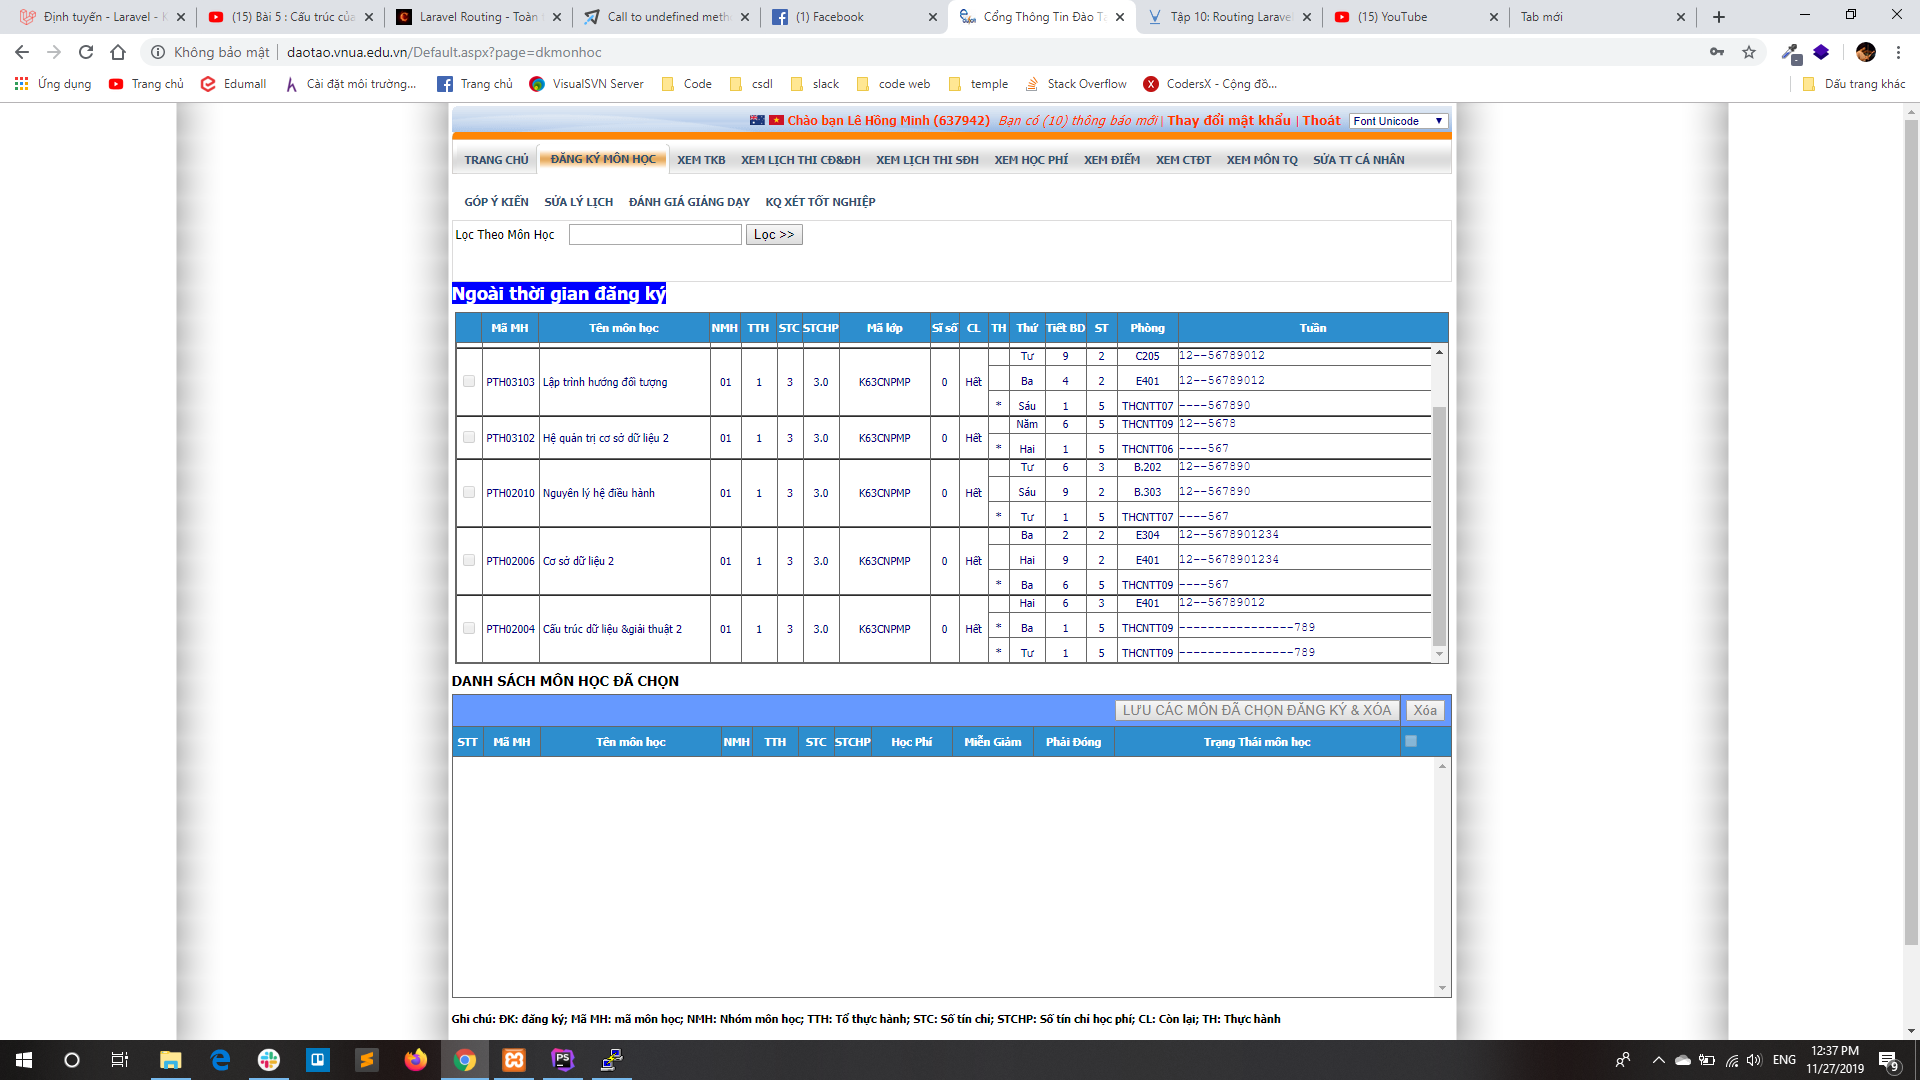 Định tuyến - Laravel - K
(15) Bài 5 : Cấu trúc của
Laravel Routing - Toàn
Call to undefined meth
(1) Facebook
Cổng Thông Tin Đào Tạ
Tập 10: Routing Laravel
(15) YouTube
Tab mới
Không bảo mật | daotao.vnua.edu.vn/Default.aspx?page=dkmonhoc
Ứng dụng Trang chủ Edumall Cài đặt môi trường... Trang chủ VisualSVN Server Code csdl slack code web temple Stack Overflow CodersX - Cộng đồ... Dấu trang khác
Chào bạn Lê Hồng Minh (637942) Bạn có (10) thông báo mới | Thay đổi mật khẩu | Thoát Font Unicode
TRANG CHỦ ĐĂNG KÝ MÔN HỌC XEM TKB XEM LỊCH THI CĐ&ĐH XEM LỊCH THI SĐH XEM HỌC PHÍ XEM ĐIỂM XEM CTĐT XEM MÔN TQ SỬA TT CÁ NHÂN
GÓP Ý KIẾN SỬA LÝ LỊCH ĐÁNH GIÁ GIẢNG DẠY KQ XÉT TỐT NGHIỆP
Lọc Theo Môn Học Lọc >>
Ngoài thời gian đăng ký
Mã MH Tên môn học NMH TTH STC STCHP Mã lớp Sĩ số CL TH Thứ Tiết BD ST Phòng Tuần
Tư 9 2 C205 12--56789012
PTH03103 Lập trình hướng đối tượng 01 1 3 3.0 K63CNPMP 0 Hết Ba 4 2 E401 12--56789012
* Sáu 1 5 THCNTT07 ----567890
Năm 6 5 THCNTT09 12--5678
PTH03102 Hệ quản trị cơ sở dữ liệu 2 01 1 3 3.0 K63CNPMP 0 Hết * Hai 1 5 THCNTT06 ----567
Tư 6 3 B.202 12--567890
PTH02010 Nguyên lý hệ điều hành 01 1 3 3.0 K63CNPMP 0 Hết Sáu 9 2 B.303 12--567890
* Tư 1 5 THCNTT07 ----567
Ba 2 2 E304 12--5678901234
PTH02006 Cơ sở dữ liệu 2 01 1 3 3.0 K63CNPMP 0 Hết Hai 9 2 E401 12--5678901234
* Ba 6 5 THCNTT09 ----567
Hai 6 3 E401 12--56789012
PTH02004 Cấu trúc dữ liệu &giải thuật 2 01 1 3 3.0 K63CNPMP 0 Hết * Ba 1 5 THCNTT09 ----------------789
* Tư 1 5 THCNTT09 ----------------789
DANH SÁCH MÔN HỌC ĐÃ CHỌN
LƯU CÁC MÔN ĐÃ CHỌN ĐĂNG KÝ & XÓA Xóa
STT Mã MH Tên môn học NMH TTH STC STCHP Học Phí Miễn Giảm Phải Đóng Trạng Thái môn học
Ghi chú: ĐK: đăng ký; Mã MH: mã môn học; NMH: Nhóm môn học; TTH: Tổ thực hành; STC: Số tín chỉ; STCHP: Số tín chỉ học phí; CL: Còn lại; TH: Thực hành
ENG 12:37 PM
11/27/2019
9